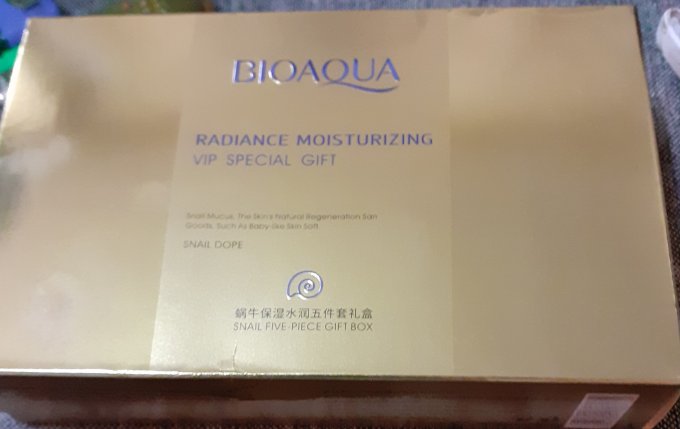 BIOAQUA
RADIANCE MOISTURIZING
VIP SPECIAL GIFT
Snail Mucus, The Skin's Natural Regeneration San
Goods, Such As Baby-like Skin Soft
SNAIL DOPE
蝸牛保湿水润五件套礼盒
SNAIL FIVE-PIECE GIFT BOX